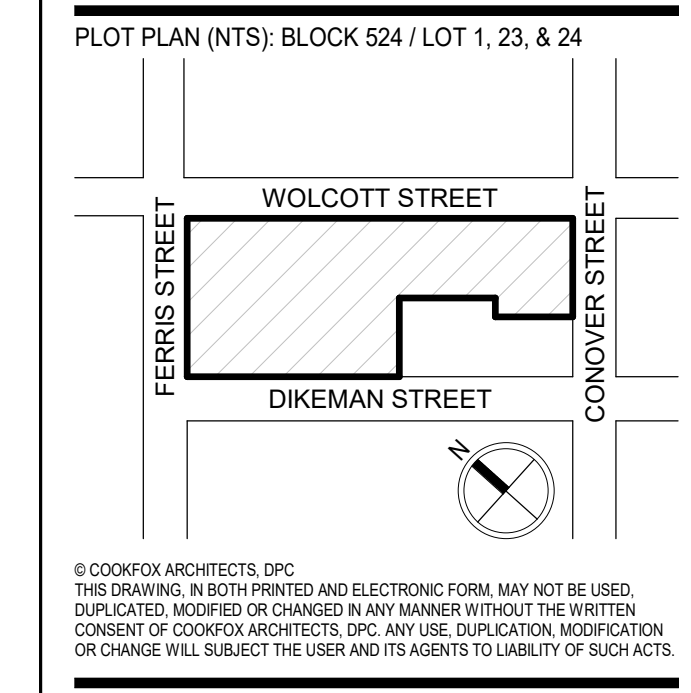 PLOT PLAN (NTS): BLOCK 524 / LOT 1, 23, & 24
WOLCOTT STREET
FERRIS STREET
CONOVER STREET
DIKEMAN STREET
N
© COOKFOX ARCHITECTS, DPC
THIS DRAWING, IN BOTH PRINTED AND ELECTRONIC FORM, MAY NOT BE USED,
DUPLICATED, MODIFIED OR CHANGED IN ANY MANNER WITHOUT THE WRITTEN
CONSENT OF COOKFOX ARCHITECTS, DPC. ANY USE, DUPLICATION, MODIFICATION
OR CHANGE WILL SUBJECT THE USER AND ITS AGENTS TO LIABILITY OF SUCH ACTS.